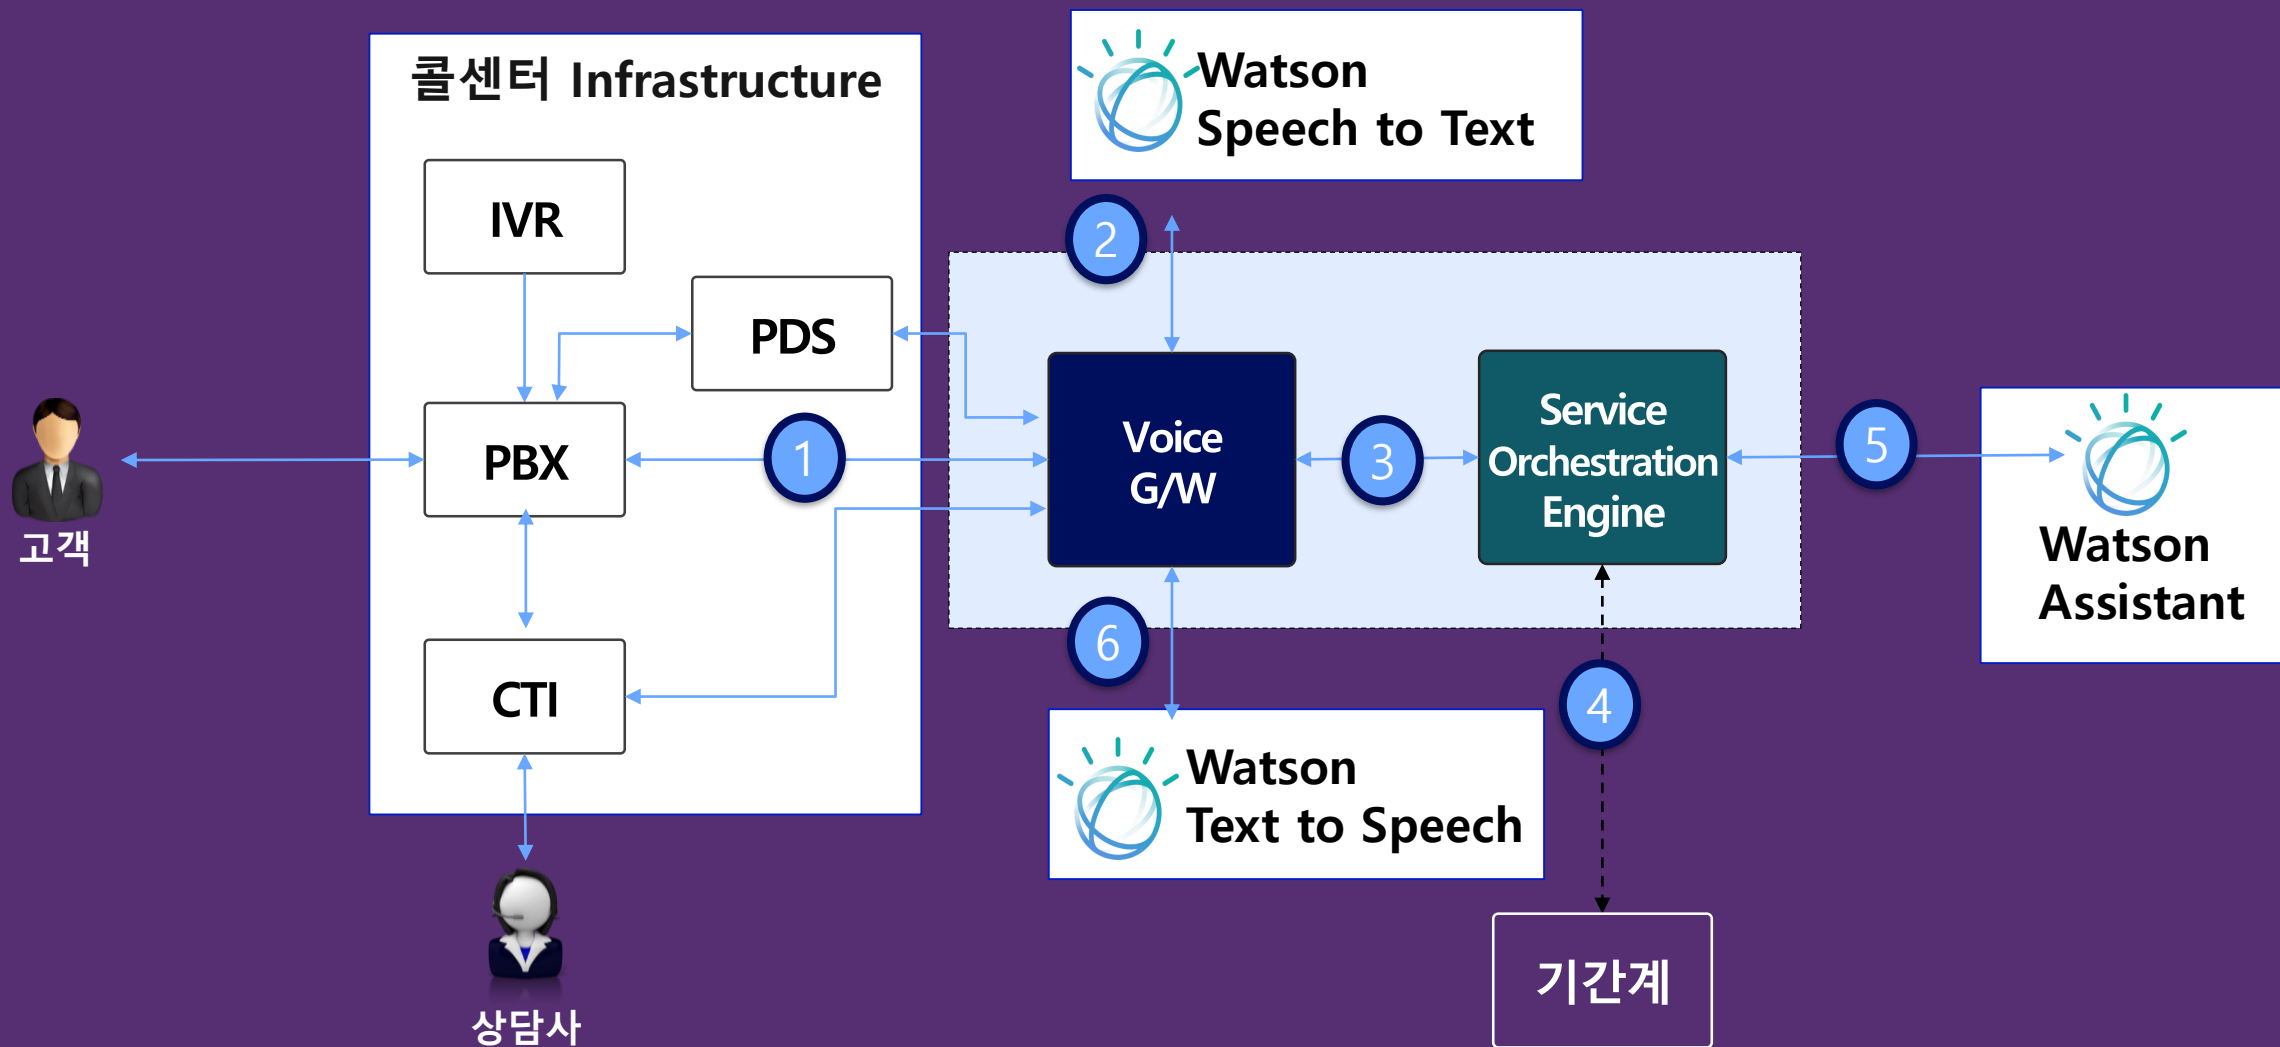 콜센터 Infrastructure
Watson
Speech to Text
IVR
2
PDS
PBX
1
Voice
G/W
3
Service
Orchestration
Engine
5
Watson
Assistant
고객
CTI
6
4
Watson
Text to Speech
기간계
상담사